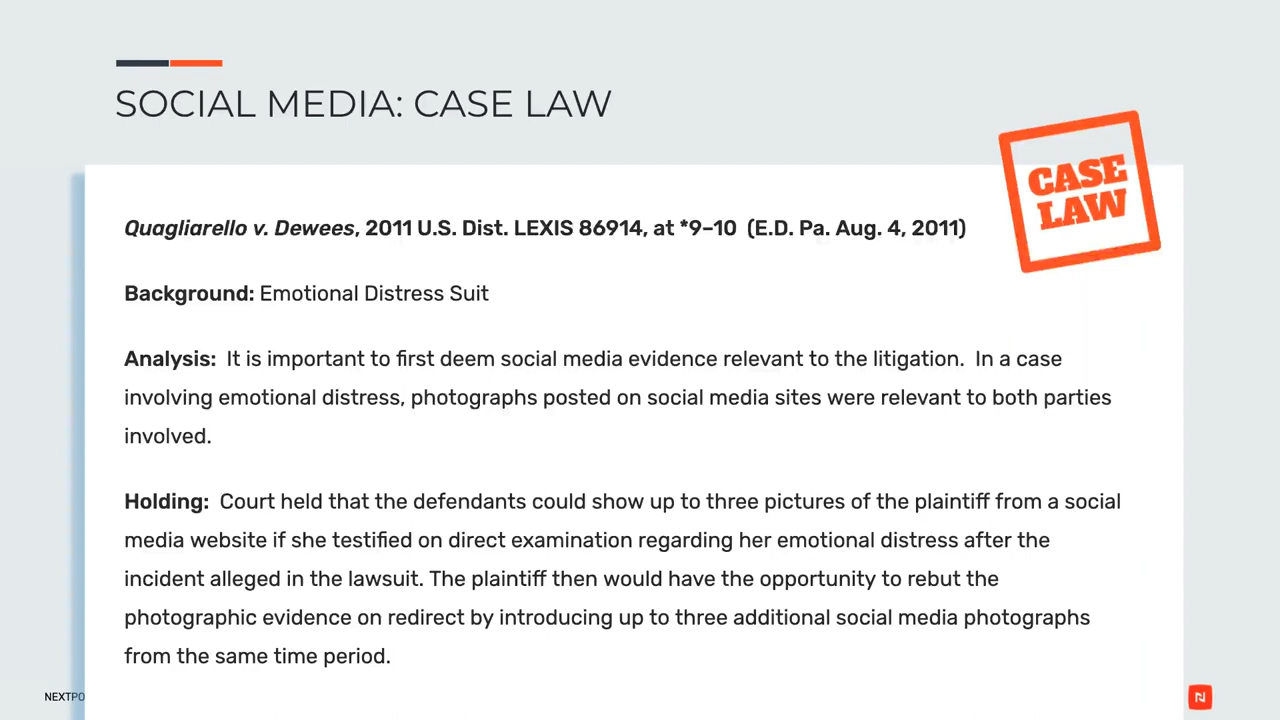 SOCIAL MEDIA: CASE LAW
CASE
LAW
Quagliarello v. Dewees, 2011 U.S. Dist. LEXIS 86914, at *9–10 (E.D. Pa. Aug. 4, 2011)
Background: Emotional Distress Suit
Analysis: It is important to first deem social media evidence relevant to the litigation. In a case
involving emotional distress, photographs posted on social media sites were relevant to both parties
involved.
Holding: Court held that the defendants could show up to three pictures of the plaintiff from a social
media website if she testified on direct examination regarding her emotional distress after the
incident alleged in the lawsuit. The plaintiff then would have the opportunity to rebut the
photographic evidence on redirect by introducing up to three additional social media photographs
from the same time period.
NEXTPO
N